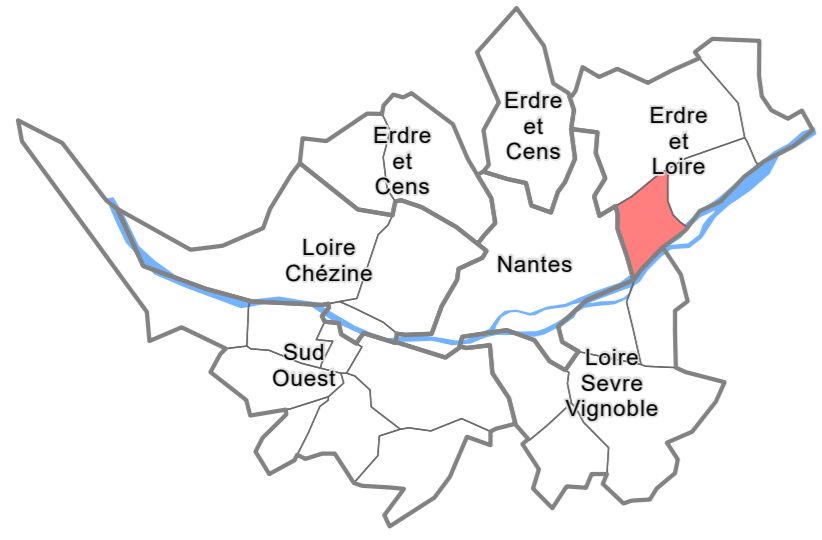 Erdre
et
Cens
Erdre
et
Loire
Erdre
et
Cens
Loire
Chézine
Nantes
Sud
Ouest
Loire
Sevre
Vignoble